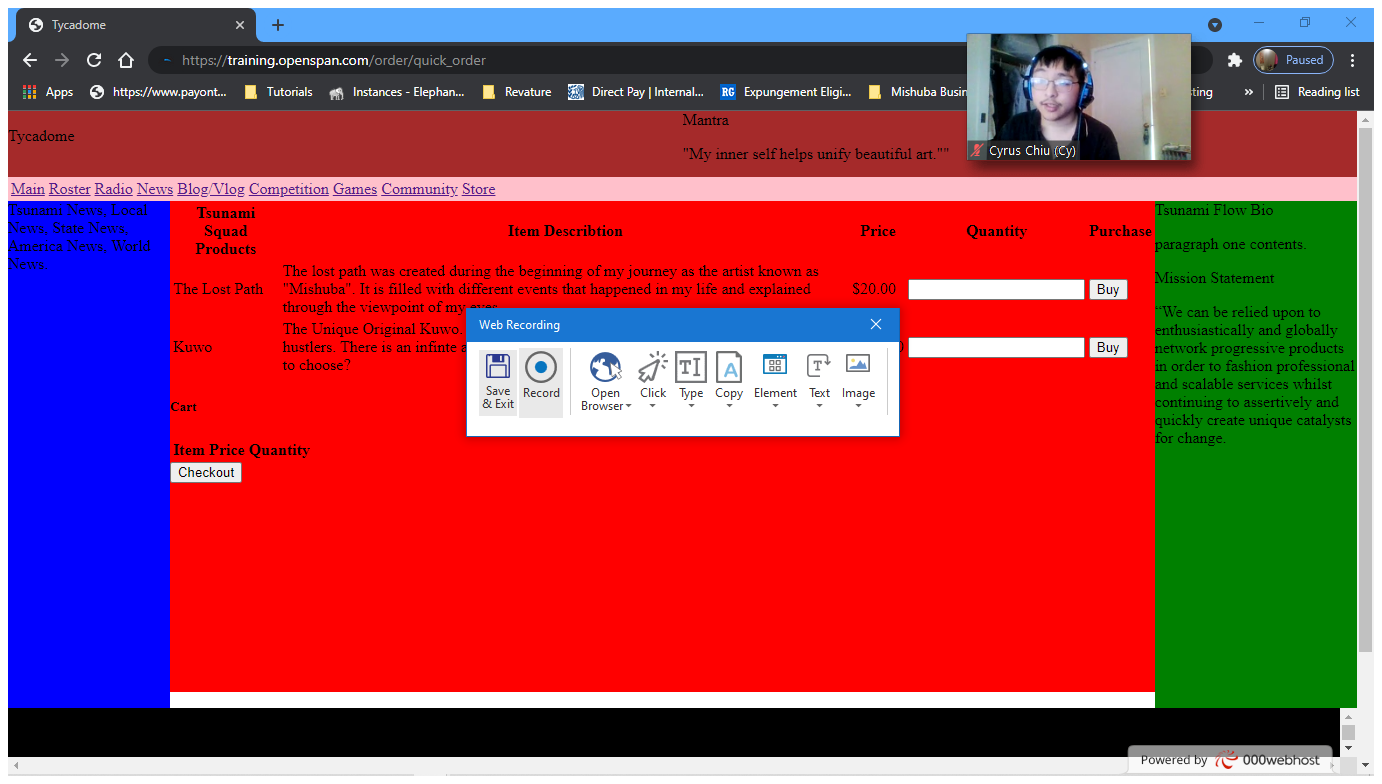 Tycadome
https://training.openspan.com/order/quick_order
Paused
Apps
https://www.payont...
Tutorials
Instances - Elephan...
Revature
Direct Pay | Internal...
RG
Expungement Eligi...
Mishuba Busin
sting
»
Reading list
Cyrus Chiu (Cy)
Tycadome
Mantra
"My inner self helps unify beautiful art.""
Main Roster Radio News Blog/Vlog Competition Games Community Store
Tsunami News, Local
News, State News,
America News, World
News.
Tsunami
Squad
Products
Item Describtion
Price
Quantity
Purchase
The Lost Path
The lost path was created during the beginning of my journey as the artist known as
"Mishuba". It is filled with different events that happened in my life and explained
through the viewpoint of my eyes.
$20.00
Buy
Kuwo
The Unique Original Kuwo.
hustlers. There is an infinte a
to choose?
0
Buy
Cart
Item Price Quantity
Checkout
Web Recording
Save
& Exit
Record
Open
Browser
Click
Type
Copy
Element
Text
Image
Tsunami Flow Bio
paragraph one contents.
Mission Statement
"We can be relied upon to
enthusiastically and globally
network progressive products
in order to fashion professional
and scalable services whilst
continuing to assertively and
quickly create unique catalysts
for change.
Powered by 000webhost